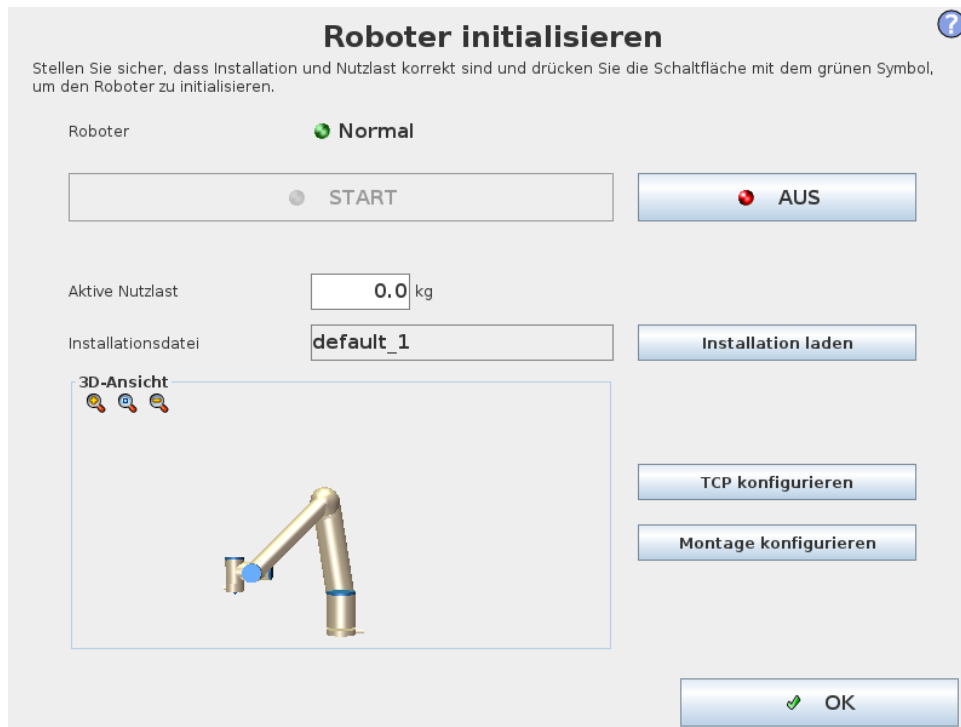 Roboter initialisieren
?
Stellen Sie sicher, dass Installation und Nutzlast korrekt sind und drücken Sie die Schaltfläche mit dem grünen Symbol,
um den Roboter zu initialisieren.
Roboter Normal
START AUS
Aktive Nutzlast 0.0 kg
Installationsdatei default_1 Installation laden
3D-Ansicht
TCP konfigurieren
Montage konfigurieren
OK